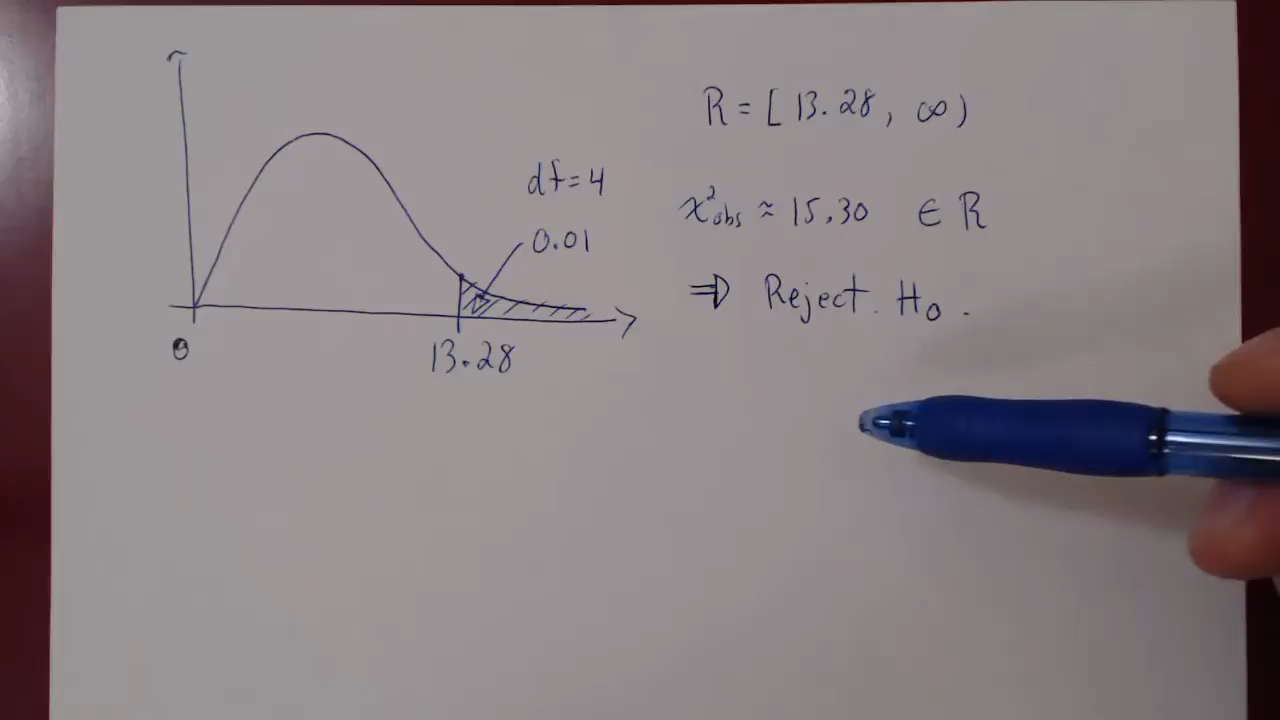 R = [13.28, ∞)
df = 4
χ²obs ≈ 15.30 ∈ R
0.01
⇒ Reject H₀.
0
13.28